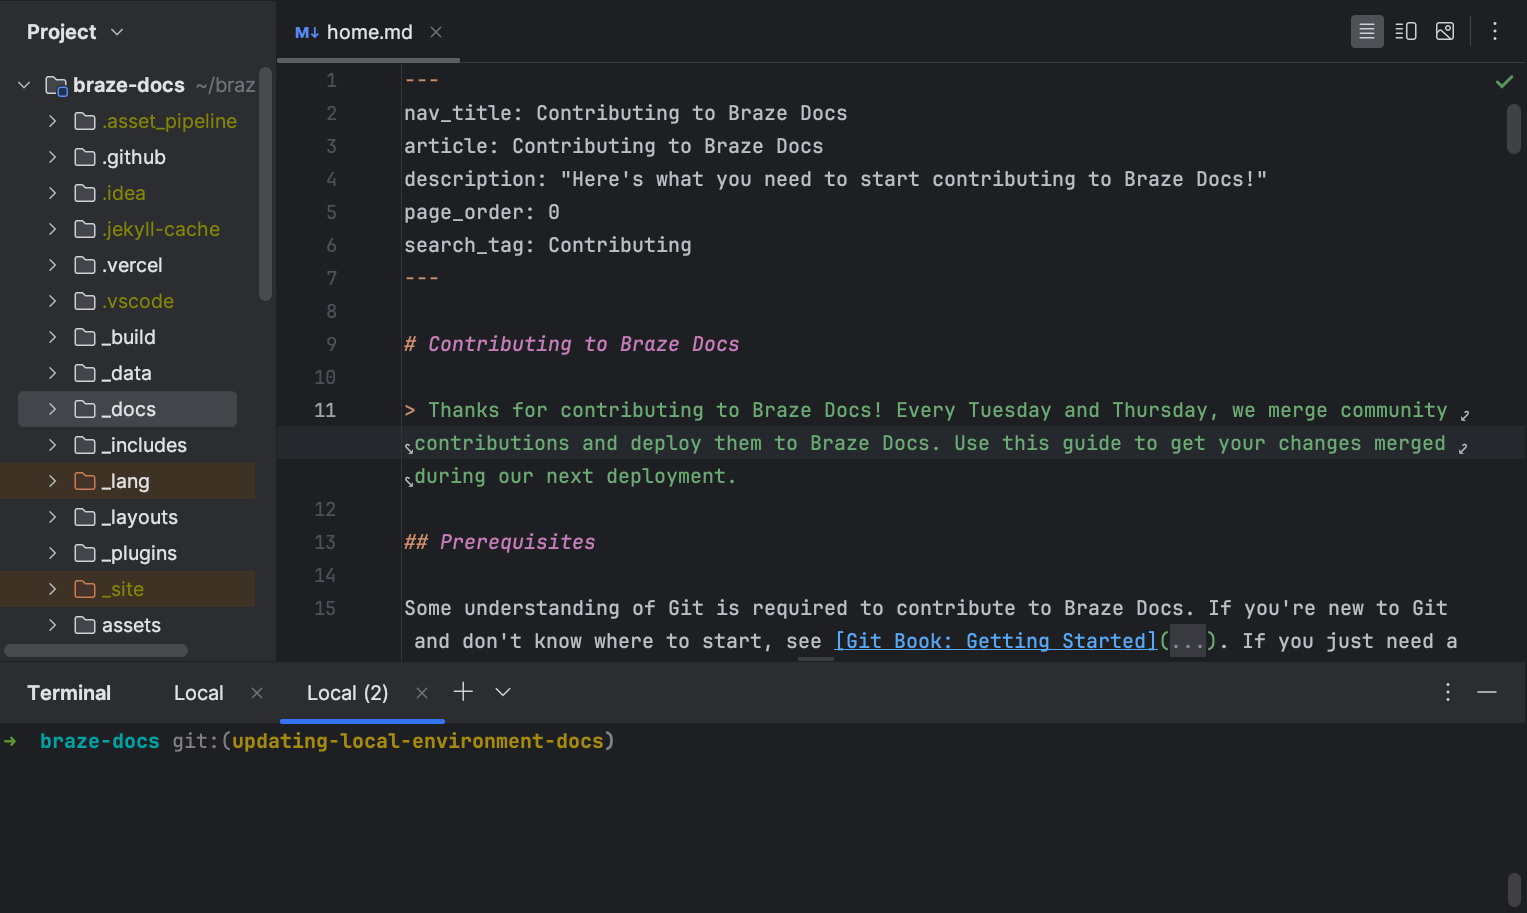 Project
braze-docs ~/braz
.asset_pipeline
.github
.idea
.jekyll-cache
.vercel
.vscode
_build
_data
_docs
_includes
_lang
_layouts
_plugins
_site
assets
M↓ home.md
1 ---
2 nav_title: Contributing to Braze Docs
3 article: Contributing to Braze Docs
4 description: "Here's what you need to start contributing to Braze Docs!"
5 page_order: 0
6 search_tag: Contributing
7 ---
8
9 # Contributing to Braze Docs
10
11 > Thanks for contributing to Braze Docs! Every Tuesday and Thursday, we merge community
contributions and deploy them to Braze Docs. Use this guide to get your changes merged
during our next deployment.
12
13 ## Prerequisites
14
15 Some understanding of Git is required to contribute to Braze Docs. If you're new to Git
and don't know where to start, see [Git Book: Getting Started](...). If you just need a
Terminal Local Local (2)
→ braze-docs git:(updating-local-environment-docs)